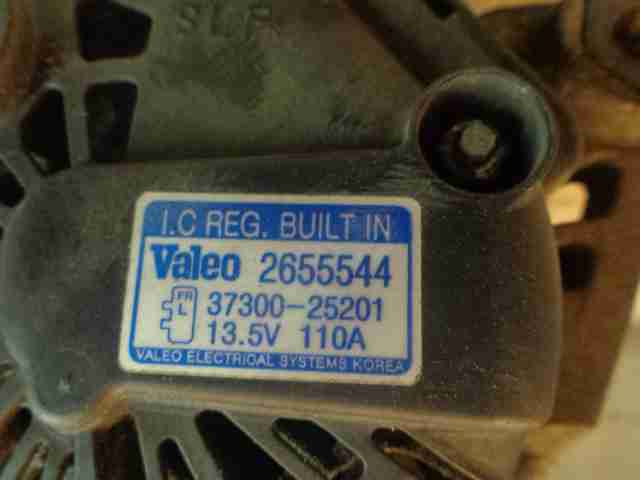 I.C REG. BUILT IN
Valeo 2655544
FR
L
37300-25201
13.5V 110A
VALEO ELECTRICAL SYSTEMS KOREA